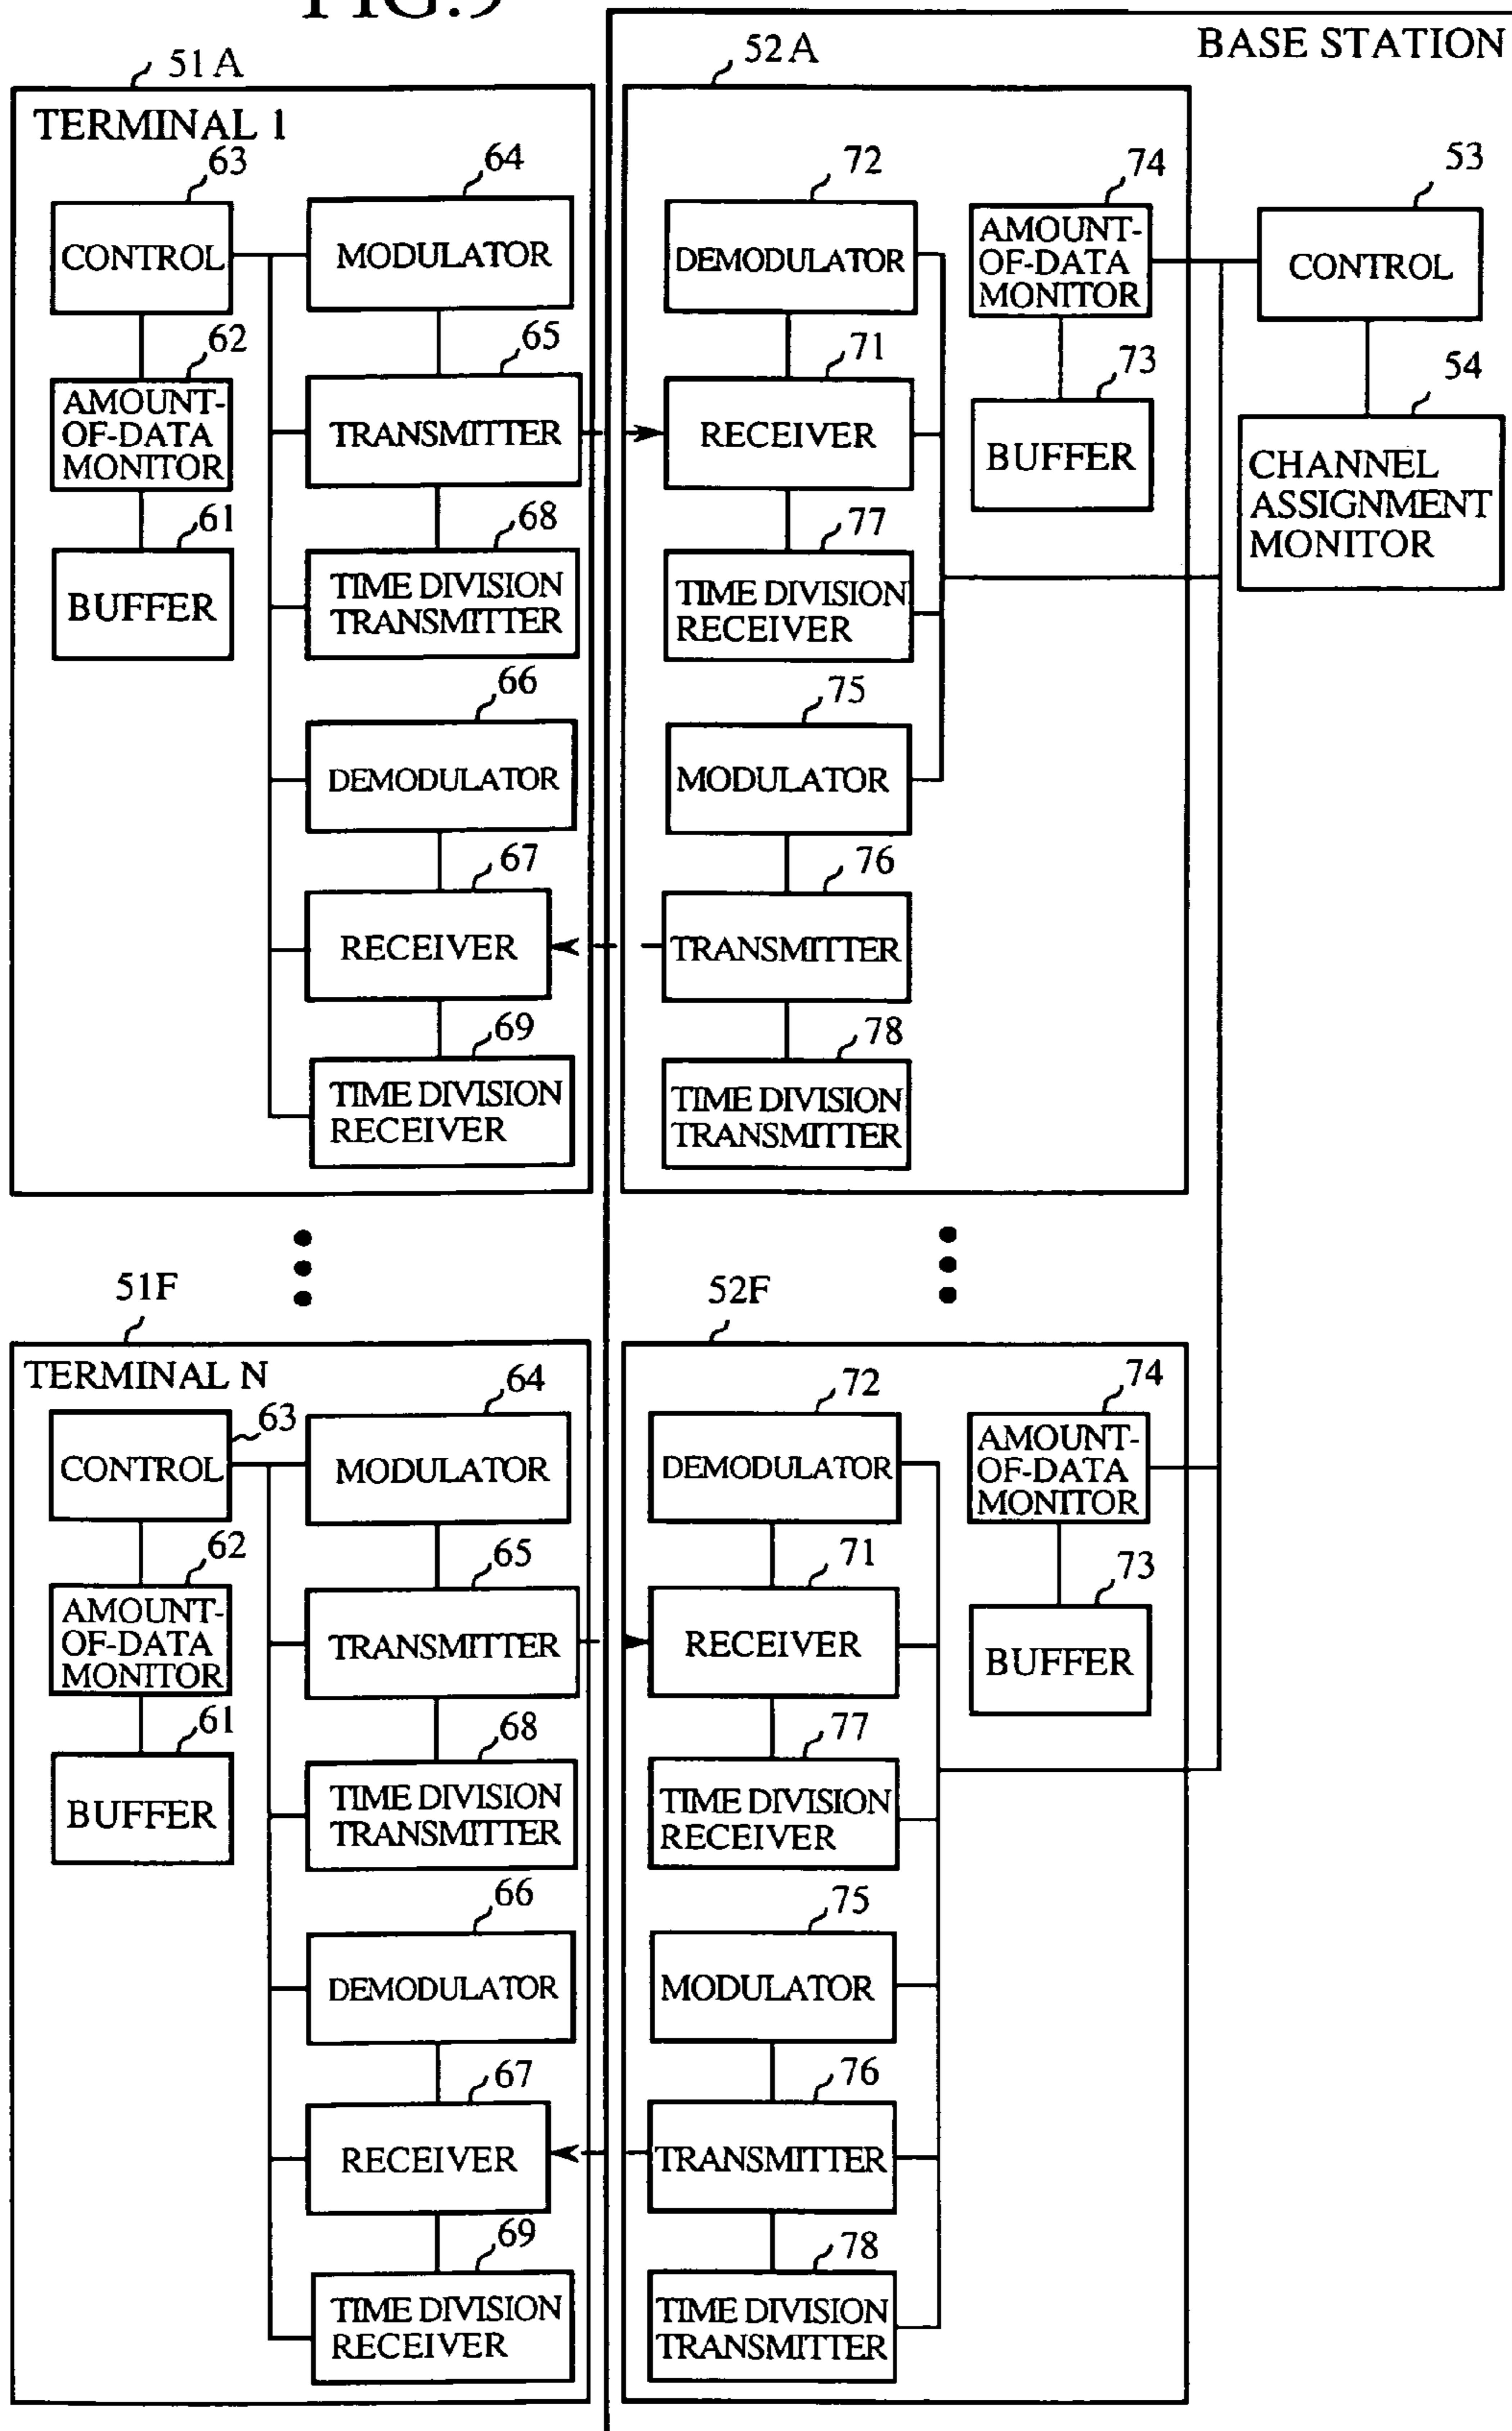 FIG.9
BASE STATION
51A
52A
TERMINAL 1
63
64
72
74
53
CONTROL
MODULATOR
DEMODULATOR
AMOUNT-
OF-DATA
MONITOR
CONTROL
62
65
71
73
54
AMOUNT-
OF-DATA
MONITOR
TRANSMITTER
RECEIVER
BUFFER
CHANNEL
ASSIGNMENT
MONITOR
61
68
77
BUFFER
TIME DIVISION
TRANSMITTER
TIME DIVISION
RECEIVER
66
75
DEMODULATOR
MODULATOR
67
76
RECEIVER
TRANSMITTER
69
78
TIME DIVISION
RECEIVER
TIME DIVISION
TRANSMITTER
51F
52F
TERMINAL N
63
64
72
74
CONTROL
MODULATOR
DEMODULATOR
AMOUNT-
OF-DATA
MONITOR
62
65
71
73
AMOUNT-
OF-DATA
MONITOR
TRANSMITTER
RECEIVER
BUFFER
61
68
77
BUFFER
TIME DIVISION
TRANSMITTER
TIME DIVISION
RECEIVER
66
75
DEMODULATOR
MODULATOR
67
76
RECEIVER
TRANSMITTER
69
78
TIME DIVISION
RECEIVER
TIME DIVISION
TRANSMITTER